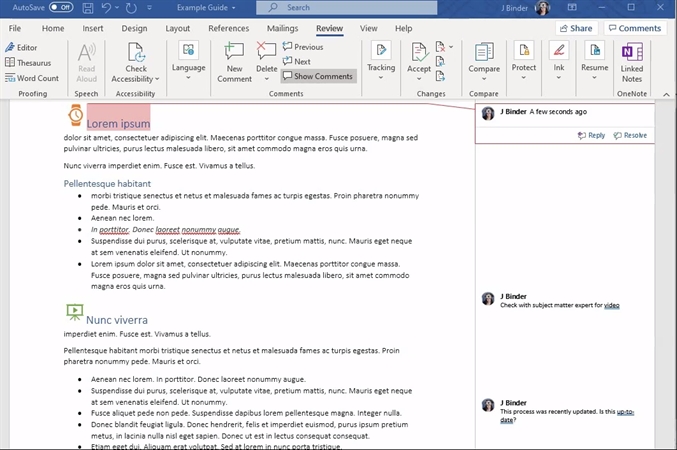 AutoSave Off Example Guide Search J Binder
File Home Insert Design Layout References Mailings Review View Help Share Comments
Editor
Thesaurus
Word Count
Proofing
Read Aloud
Speech
Check Accessibility
Accessibility
Language
New Comment
Delete
Previous
Next
Show Comments
Comments
Tracking
Accept
Changes
Compare
Compare
Protect
Ink
Resume
Linked Notes
OneNote
Lorem ipsum
dolor sit amet, consectetuer adipiscing elit. Maecenas porttitor congue massa. Fusce posuere, magna sed
pulvinar ultricies, purus lectus malesuada libero, sit amet commodo magna eros quis urna.
Nunc viverra imperdiet enim. Fusce est. Vivamus a tellus.
Pellentesque habitant
• morbi tristique senectus et netus et malesuada fames ac turpis egestas. Proin pharetra nonummy
pede. Mauris et orci.
• Aenean nec lorem.
• In porttitor. Donec laoreet nonummy augue.
• Suspendisse dui purus, scelerisque at, vulputate vitae, pretium mattis, nunc. Mauris eget neque
at sem venenatis eleifend. Ut nonummy.
• Lorem ipsum dolor sit amet, consectetuer adipiscing elit. Maecenas porttitor congue massa.
Fusce posuere, magna sed pulvinar ultricies, purus lectus malesuada libero, sit amet commodo
magna eros quis urna.
Nunc viverra
imperdiet enim. Fusce est. Vivamus a tellus.
Pellentesque habitant morbi tristique senectus et netus et malesuada fames ac turpis egestas. Proin
pharetra nonummy pede. Mauris et orci.
• Aenean nec lorem. In porttitor. Donec laoreet nonummy augue.
• Suspendisse dui purus, scelerisque at, vulputate vitae, pretium mattis, nunc. Mauris eget neque
at sem venenatis eleifend. Ut nonummy.
• Fusce aliquet pede non pede. Suspendisse dapibus lorem pellentesque magna. Integer nulla.
• Donec blandit feugiat ligula. Donec hendrerit, felis et imperdiet euismod, purus ipsum pretium
metus, in lacinia nulla nisl eget sapien. Donec ut est in lectus consequat consequat.
• Etiam eget dui. Aliquam erat volutpat. Sed at lorem in nunc porta tristique.
J Binder A few seconds ago
Reply Resolve
J Binder
Check with subject matter expert for video
J Binder
This process was recently updated. Is this up-to-
date?